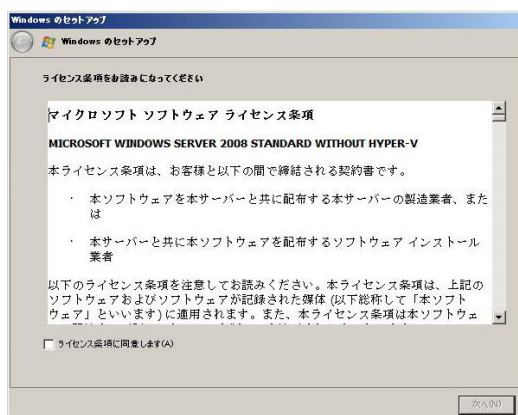 Windows のセットアップ
Windows のセットアップ
ライセンス条項をお読みになってください
マイクロソフト ソフトウェア ライセンス条項
MICROSOFT WINDOWS SERVER 2008 STANDARD WITHOUT HYPER-V
本ライセンス条項は、お客様と以下の間で締結される契約書です。
・ 本ソフトウェアを本サーバーと共に配布する本サーバーの製造業者、また
は
・ 本サーバーと共に本ソフトウェアを配布するソフトウェア インストール
業者
以下のライセンス条項を注意してお読みください。本ライセンス条項は、上記の
ソフトウェアおよびソフトウェアが記録された媒体 (以下総称して「本ソフト
ウェア」といいます) に適用されます。また、本ライセンス条項は本ソフトウェ
ライセンス条項に同意します(A)
次へ(N)